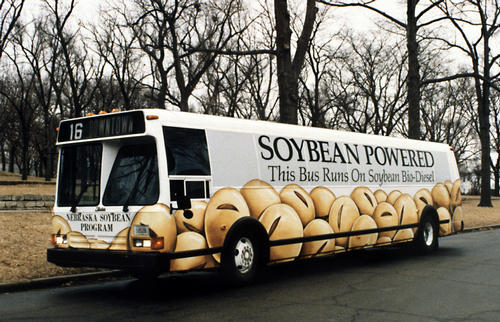 16
SOYBEAN POWERED
This Bus Runs On Soybean Bio-Diesel
NEBRASKA SOYBEAN
PROGRAM